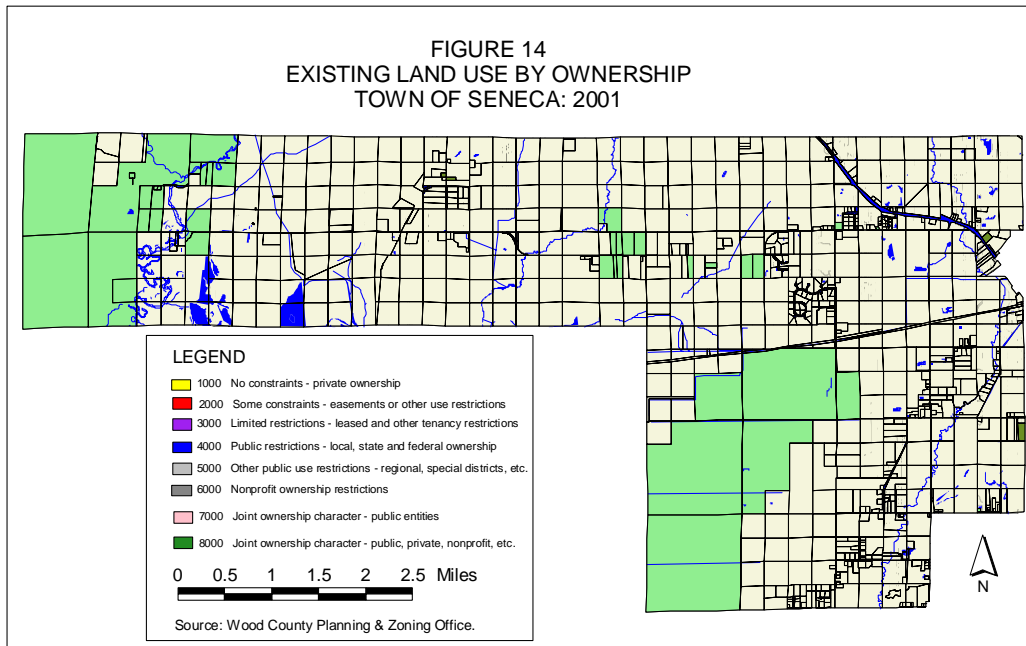 FIGURE 14
EXISTING LAND USE BY OWNERSHIP
TOWN OF SENECA: 2001
LEGEND
1000 No constraints - private ownership
2000 Some constraints - easements or other use restrictions
3000 Limited restrictions - leased and other tenancy restrictions
4000 Public restrictions - local, state and federal ownership
5000 Other public use restrictions - regional, special districts, etc.
6000 Nonprofit ownership restrictions
7000 Joint ownership character - public entities
8000 Joint ownership character - public, private, nonprofit, etc.
0 0.5 1 1.5 2 2.5 Miles
Source: Wood County Planning & Zoning Office.
N